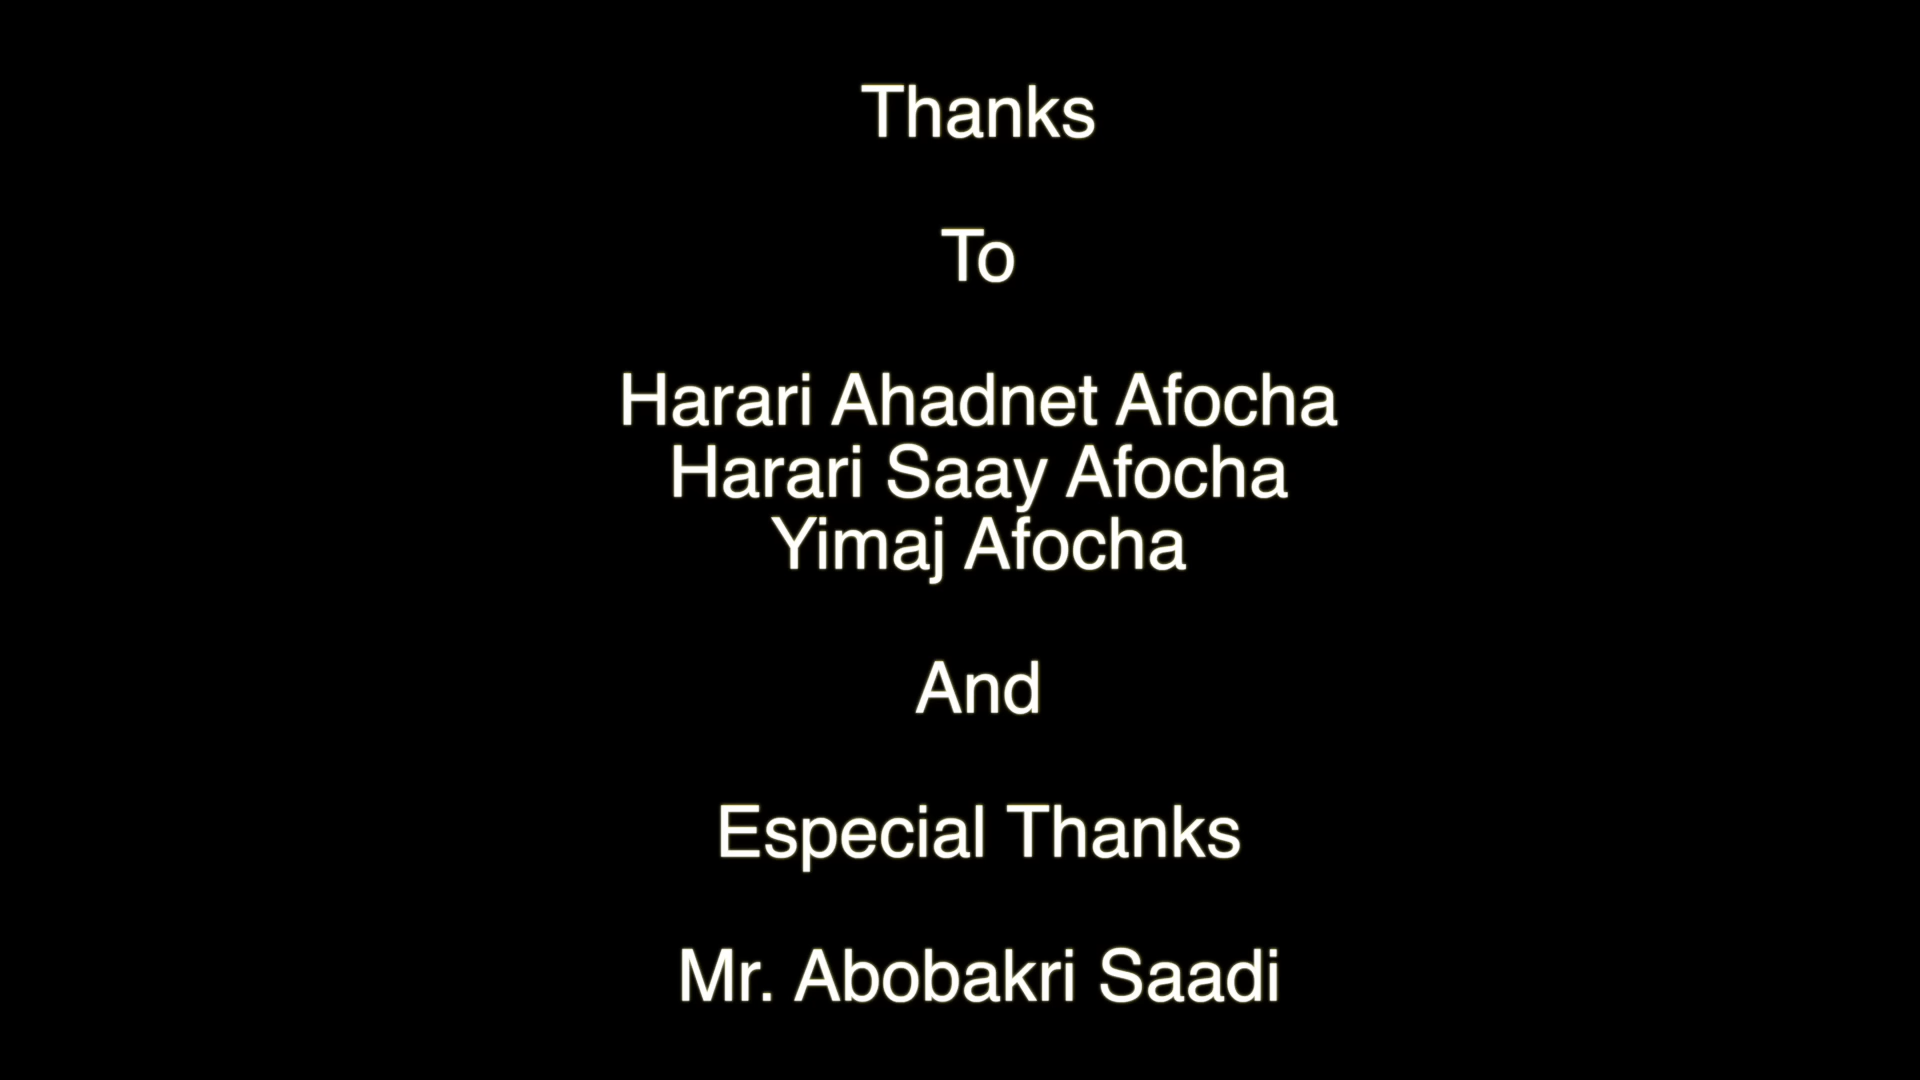 Thanks
To
Harari Ahadnet Afocha
Harari Saay Afocha
Yimaj Afocha
And
Especial Thanks
Mr. Abobakri Saadi